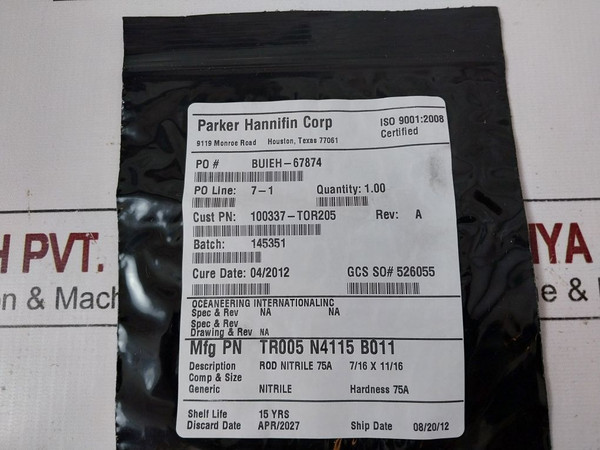 Parker Hannifin Corp ISO 9001:2008
Certified
9119 Monroe Road Houston, Texas 77061
PO # BUIEH-67874
PO Line: 7-1 Quantity: 1.00
Cust PN: 100337-TOR205 Rev: A
Batch: 145351
Cure Date: 04/2012 GCS SO# 526055
OCEANEERING INTERNATIONALINC
Spec & Rev NA NA
Spec & Rev
Drawing & Rev NA
Mfg PN TR005 N4115 B011
Description ROD NITRILE 75A 7/16 X 11/16
Comp & Size
Generic NITRILE Hardness 75A
Shelf Life 15 YRS
Discard Date APR/2027 Ship Date 08/20/12
H PVT.
on & Mach
IYA
e &